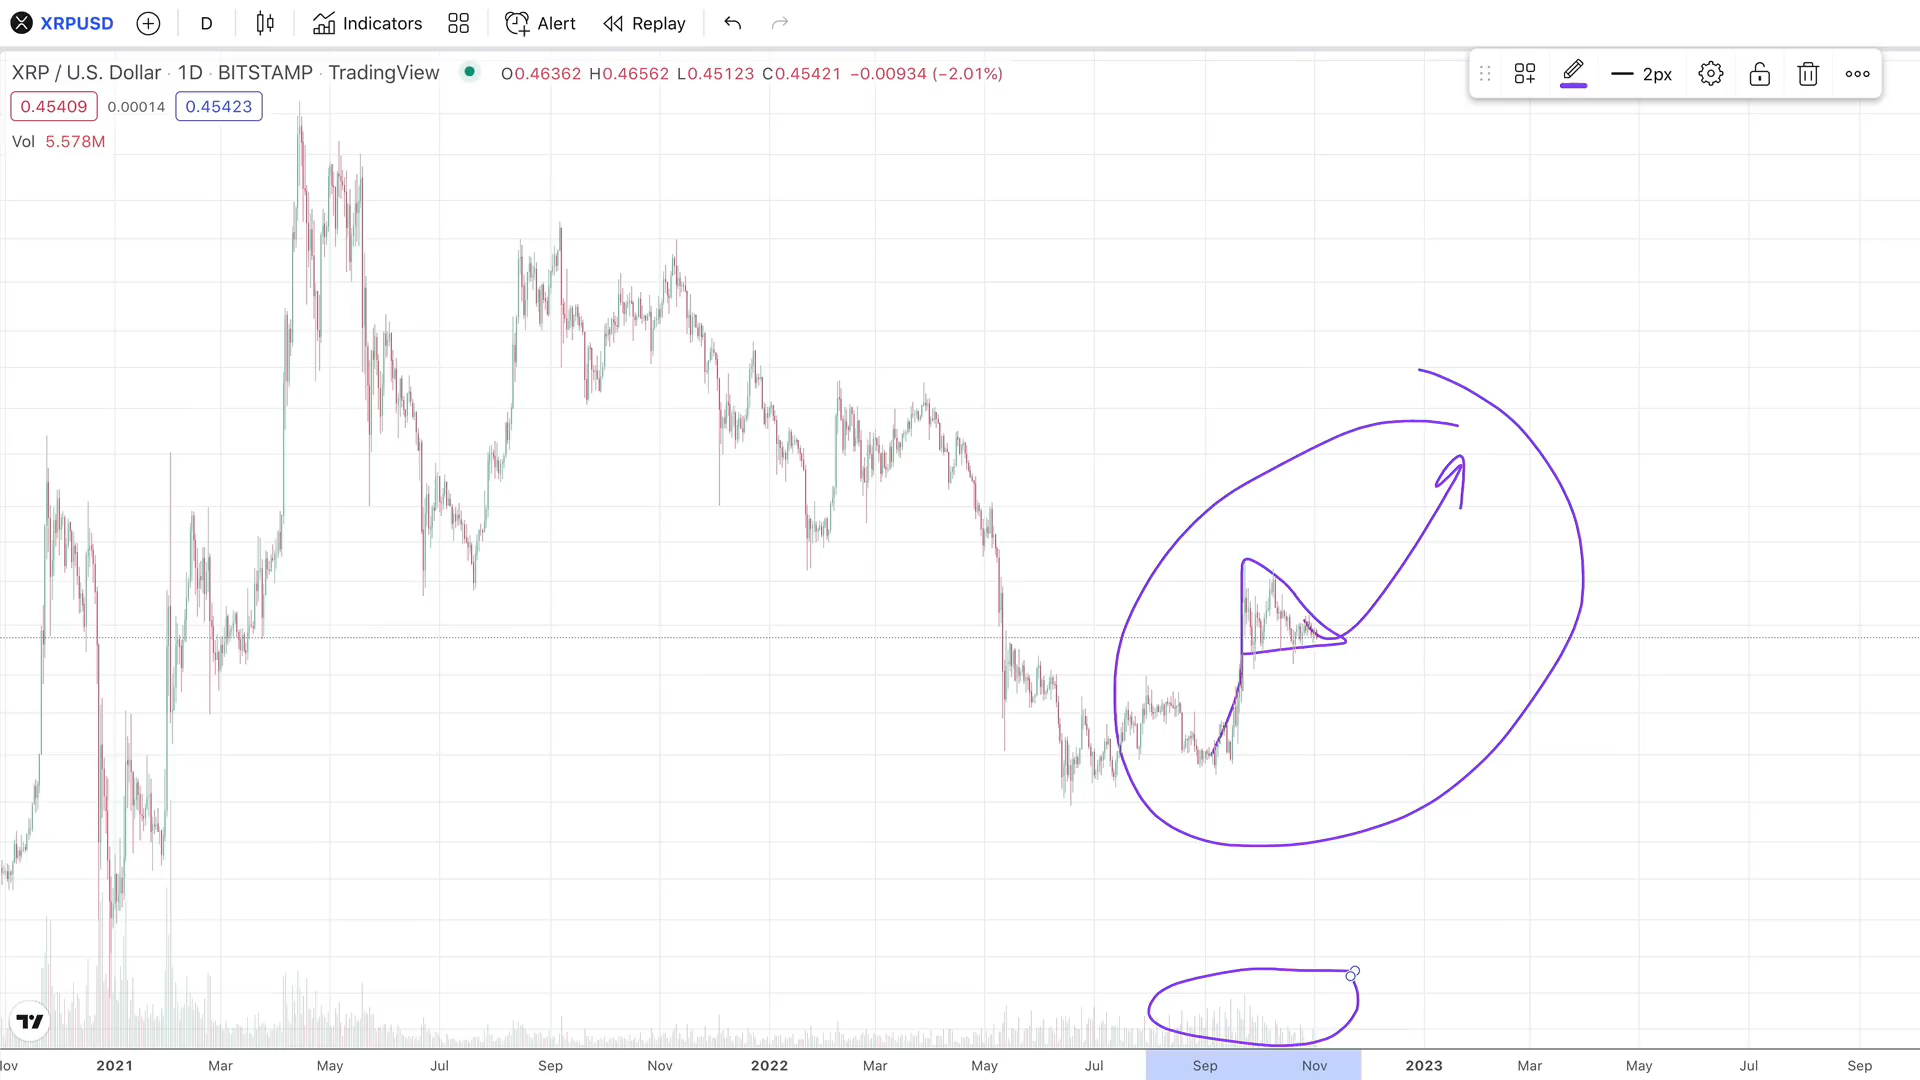 XRPUSD D Indicators Alert Replay 2px
XRP / U.S. Dollar · 1D · BITSTAMP · TradingView O0.46362 H0.46562 L0.45123 C0.45421 −0.00934 (−2.01%)
0.45409 0.00014 0.45423
Vol 5.578M
ov 2021 Mar May Jul Sep Nov 2022 Mar May Jul Sep Nov 2023 Mar May Jul Sep